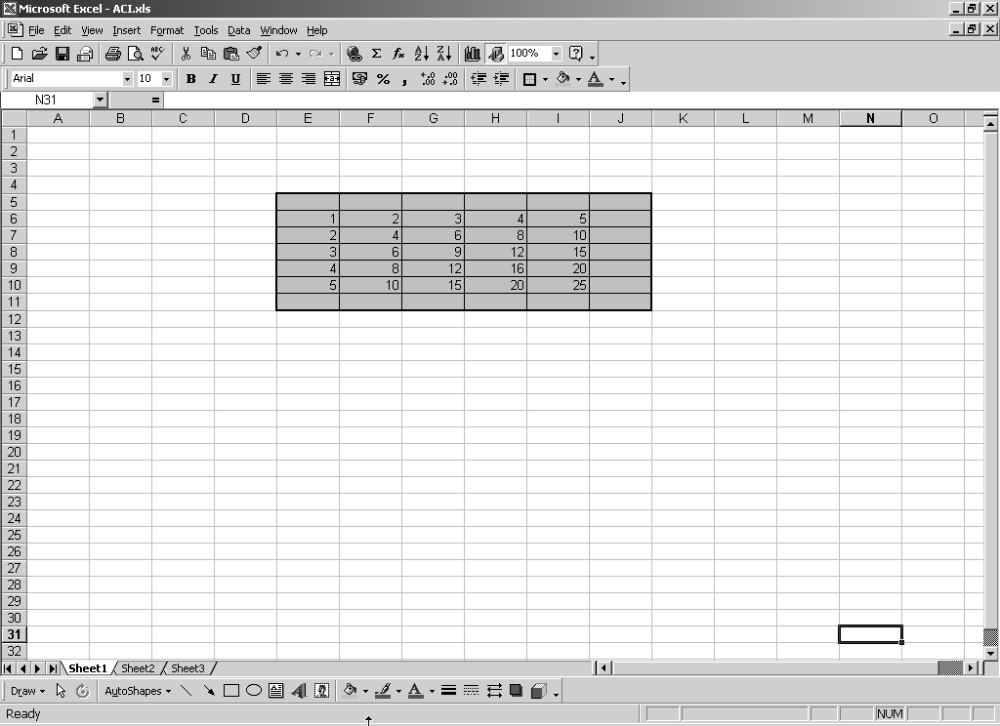 Microsoft Excel - ACI.xls
File Edit View Insert Format Tools Data Window Help
100%
Arial 10 B I U
N31 =
A B C D E F G H I J K L M N O
1
2
3
4
5
6 1 2 3 4 5
7 2 4 6 8 10
8 3 6 9 12 15
9 4 8 12 16 20
10 5 10 15 20 25
11
12
13
14
15
16
17
18
19
20
21
22
23
24
25
26
27
28
29
30
31
32
Sheet1 Sheet2 Sheet3
Draw AutoShapes
Ready NUM